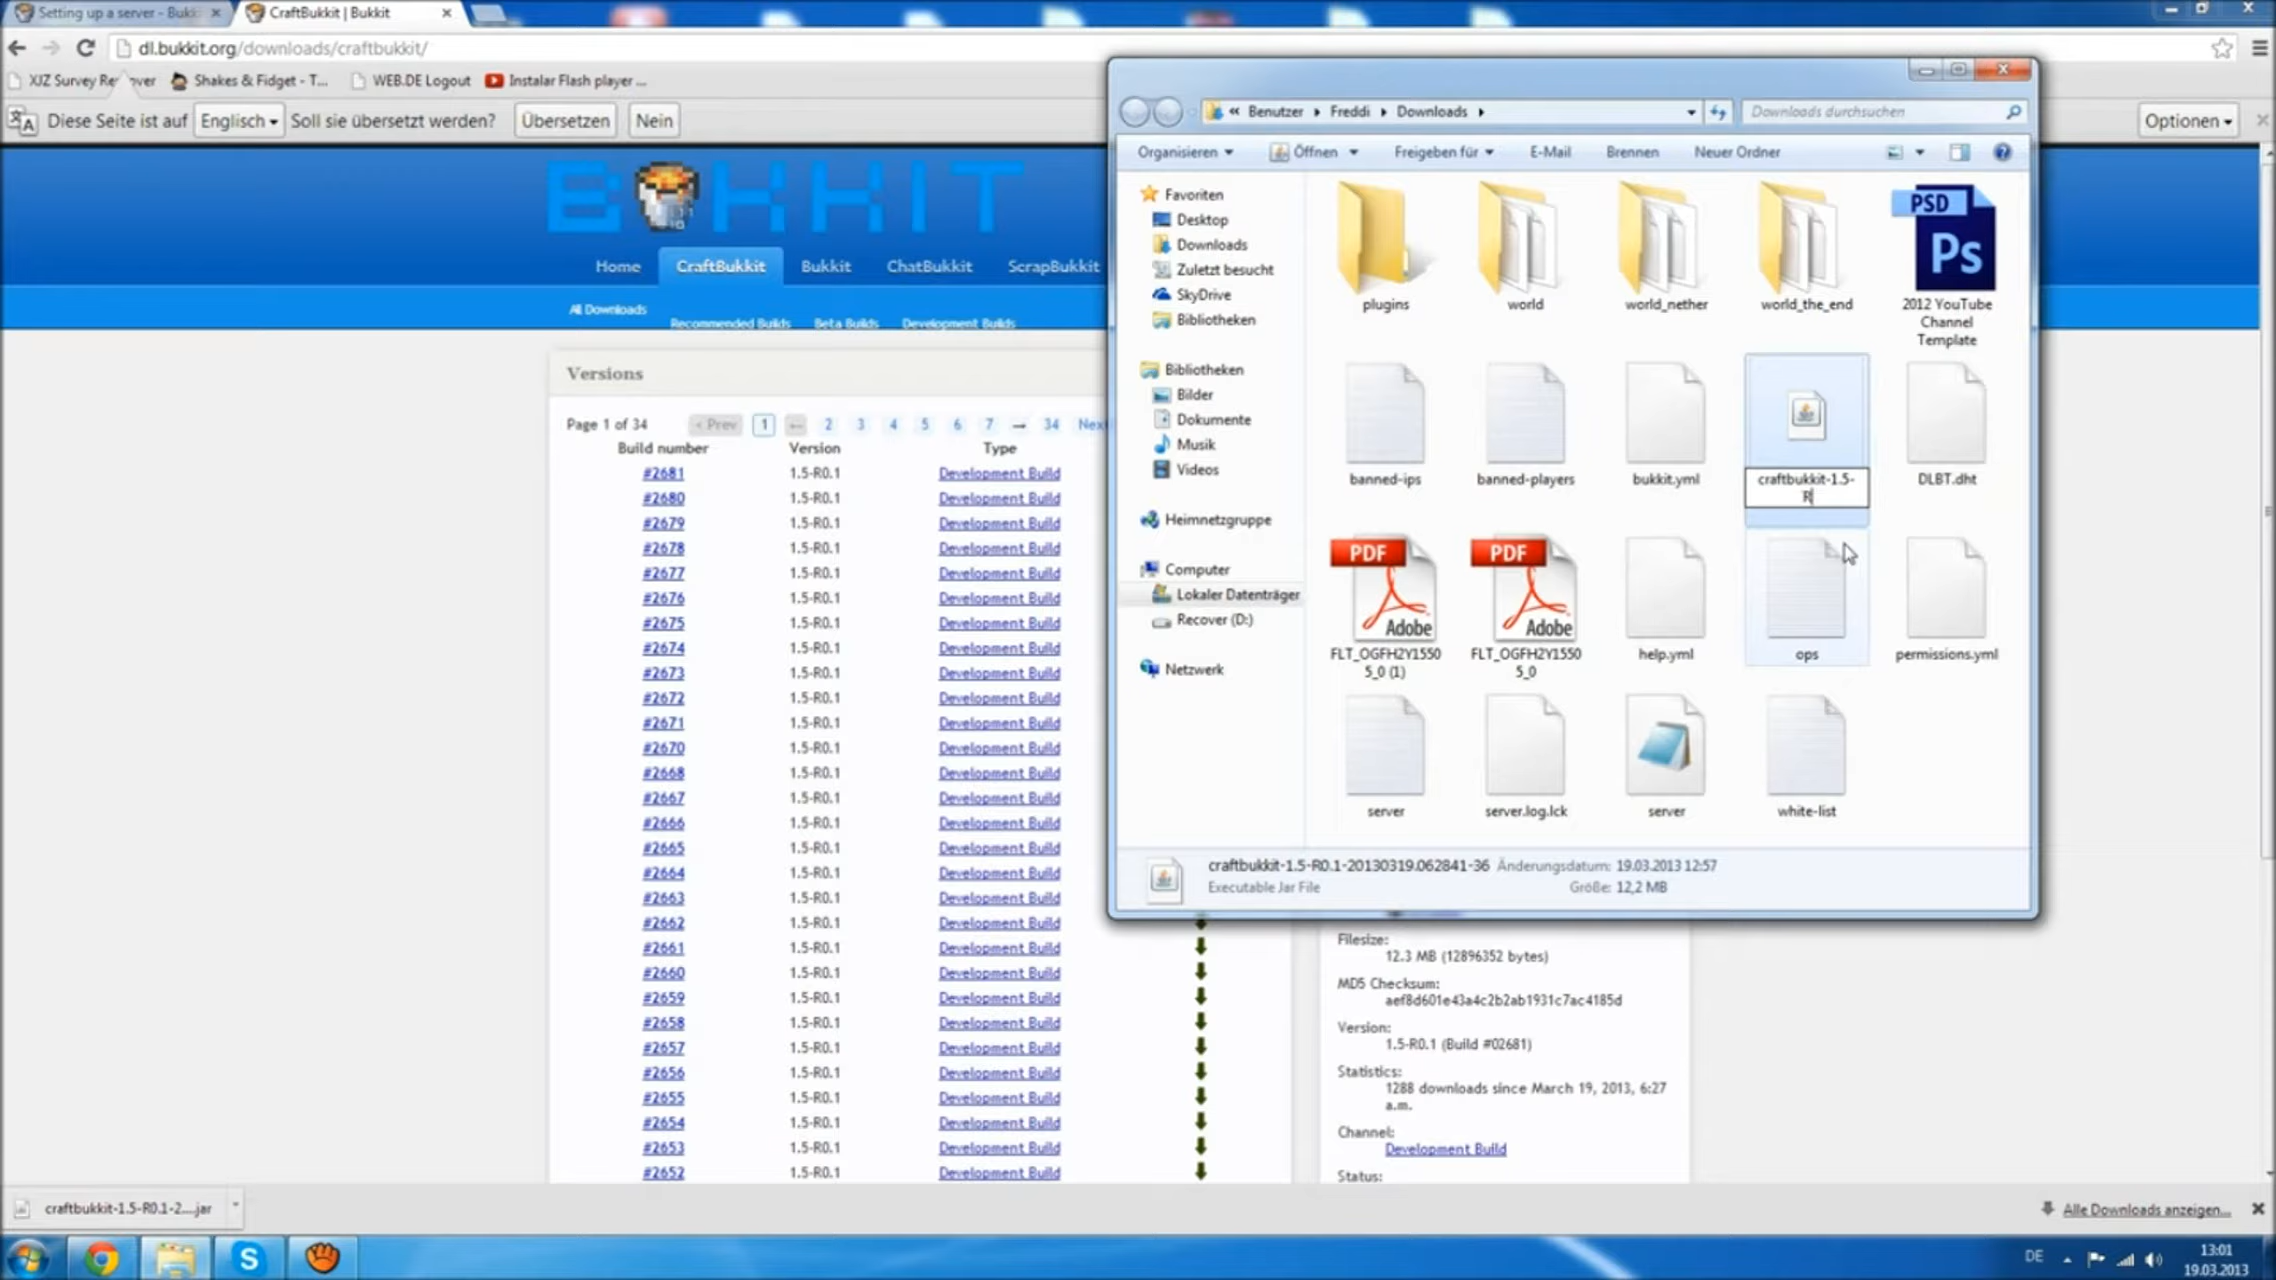 Setting up a server - Bukk
CraftBukkit | Bukkit
dl.bukkit.org/downloads/craftbukkit/
XJZ Survey Re over
Shakes & Fidget - T...
WEB.DE Logout
Instalar Flash player ...
Diese Seite ist auf Englisch Soll sie übersetzt werden? Übersetzen Nein
Optionen
BUKKIT
Home CraftBukkit Bukkit ChatBukkit ScrapBukkit
All Downloads Recommended Builds Beta Builds Development Builds
Versions
Page 1 of 34 < Prev 1 ← 2 3 4 5 6 7 → 34 Nex
Build number Version Type
#2681 1.5-R0.1 Development Build
#2680 1.5-R0.1 Development Build
#2679 1.5-R0.1 Development Build
#2678 1.5-R0.1 Development Build
#2677 1.5-R0.1 Development Build
#2676 1.5-R0.1 Development Build
#2675 1.5-R0.1 Development Build
#2674 1.5-R0.1 Development Build
#2673 1.5-R0.1 Development Build
#2672 1.5-R0.1 Development Build
#2671 1.5-R0.1 Development Build
#2670 1.5-R0.1 Development Build
#2668 1.5-R0.1 Development Build
#2667 1.5-R0.1 Development Build
#2666 1.5-R0.1 Development Build
#2665 1.5-R0.1 Development Build
#2664 1.5-R0.1 Development Build
#2663 1.5-R0.1 Development Build
#2662 1.5-R0.1 Development Build
#2661 1.5-R0.1 Development Build
#2660 1.5-R0.1 Development Build
#2659 1.5-R0.1 Development Build
#2658 1.5-R0.1 Development Build
#2657 1.5-R0.1 Development Build
#2656 1.5-R0.1 Development Build
#2655 1.5-R0.1 Development Build
#2654 1.5-R0.1 Development Build
#2653 1.5-R0.1 Development Build
#2652 1.5-R0.1 Development Build
« Benutzer Freddi Downloads
Downloads durchsuchen
Organisieren Öffnen Freigeben für E-Mail Brennen Neuer Ordner
Favoriten
Desktop
Downloads
Zuletzt besucht
SkyDrive
Bibliotheken
Bibliotheken
Bilder
Dokumente
Musik
Videos
Heimnetzgruppe
Computer
Lokaler Datenträger
Recover (D:)
Netzwerk
PSD
Ps
plugins world world_nether world_the_end 2012 YouTube
Channel
Template
banned-ips banned-players bukkit.yml craftbukkit-1.5-
R
DLBT.dht
PDF PDF
Adobe Adobe
FLT_OGFH2Y1550
5_0 (1)
FLT_OGFH2Y1550
5_0
help.yml ops permissions.yml
server server.log.lck server white-list
craftbukkit-1.5-R0.1-20130319.062841-36 Änderungsdatum: 19.03.2013 12:57
Executable Jar File Größe: 12,2 MB
Filesize:
12.3 MB (12896352 bytes)
MD5 Checksum:
aef8d601e43a4c2b2ab1931c7ac4185d
Version:
1.5-R0.1 (Build #02681)
Statistics:
1288 downloads since March 19, 2013, 6:27
a.m.
Channel:
Development Build
Status:
craftbukkit-1.5-R0.1-2....jar
Alle Downloads anzeigen...
S
DE
13:01
19.03.2013